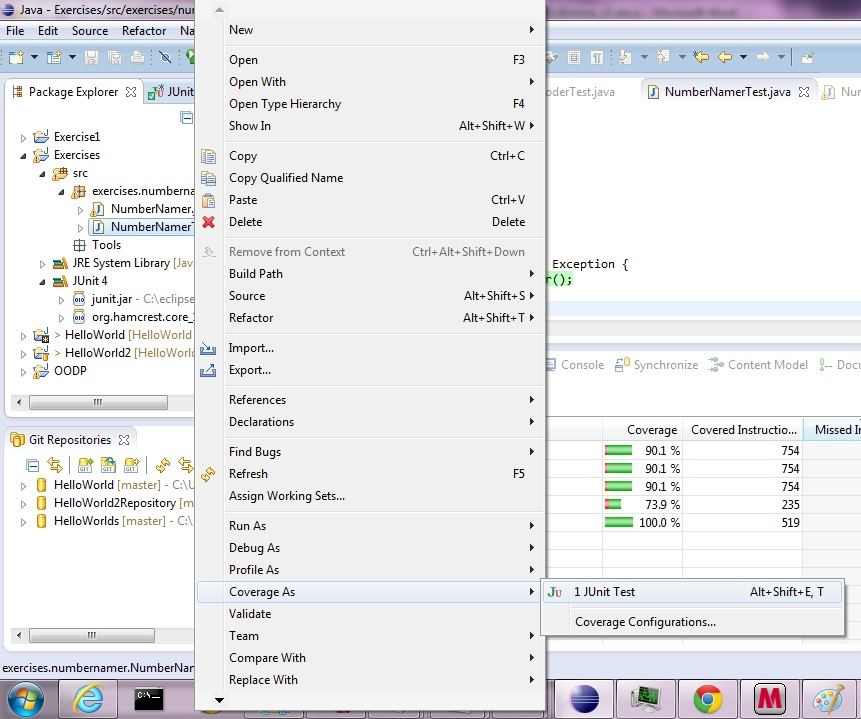 Java - Exercises/src/exercises/nu
Microsoft Word
File Edit Source Refactor Na
Package Explorer
JUnit
oderTest.java
NumberNamerTest.java
Nur
Exercise1
Exercises
src
exercises.numberna
NumberNamer.
NumberNamerT
Tools
JRE System Library [Jav
JUnit 4
junit.jar - C:\eclipse
org.hamcrest.core_
> HelloWorld [HelloWorld
> HelloWorld2 [HelloWorld
OODP
Git Repositories
HelloWorld [master] - C:\U
HelloWorld2Repository [m
HelloWorlds [master] - C:\
exercises.numbernamer.NumberNam
New
Open F3
Open With
Open Type Hierarchy F4
Show In Alt+Shift+W
Copy Ctrl+C
Copy Qualified Name
Paste Ctrl+V
Delete Delete
Remove from Context Ctrl+Alt+Shift+Down
Build Path
Source Alt+Shift+S
Refactor Alt+Shift+T
Import...
Export...
References
Declarations
Find Bugs
Refresh F5
Assign Working Sets...
Run As
Debug As
Profile As
Coverage As
Validate
Team
Compare With
Replace With
1 JUnit Test Alt+Shift+E, T
Coverage Configurations...
Exception {
r();
Console Synchronize Content Model Docu
Coverage Covered Instructio... Missed In
90.1 % 754
90.1 % 754
90.1 % 754
73.9 % 235
100.0 % 519